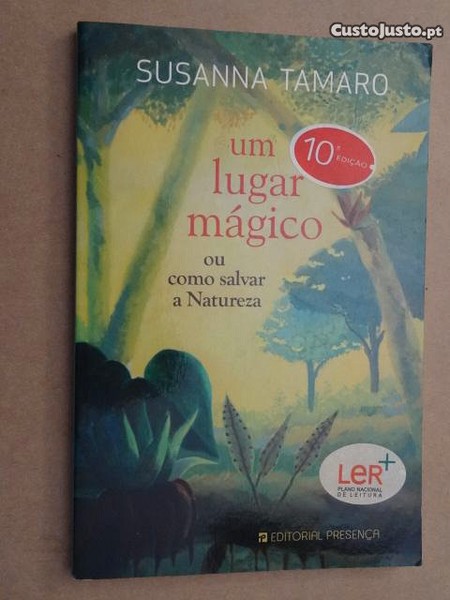 CustoJusto.pt
SUSANNA TAMARO
um
lugar
mágico
10.ª EDIÇÃO
ou
como salvar
a Natureza
LER+
PLANO NACIONAL
DE LEITURA
EDITORIAL PRESENÇA